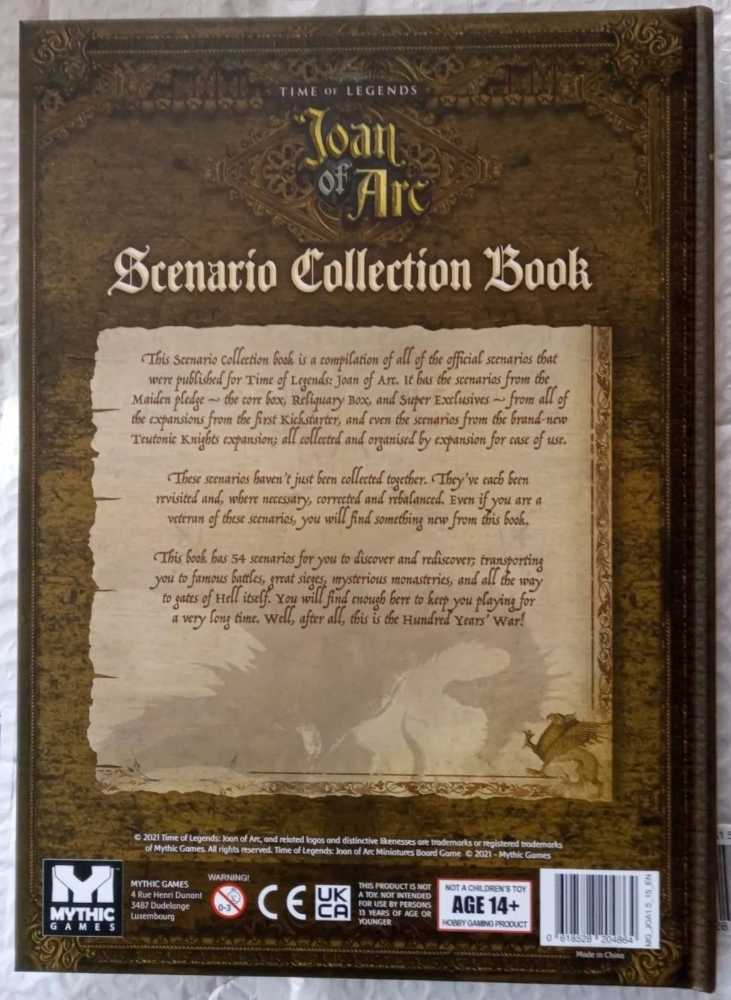 TIME OF LEGENDS
Joan
of Arc
Scenario Collection Book
This Scenario Collection book is a compilation of all of the official scenarios that
were published for Time of Legends: Joan of Arc. It has the scenarios from the
Maiden pledge ~ the core box, Reliquary Box, and Super Exclusives ~ from all of
the expansions from the first Kickstarter, and even the scenarios from the brand-new
Teutonic Knights expansion; all collected and organised by expansion for ease of use.
These scenarios haven't just been collected together. They've each been
revisited and, where necessary, corrected and rebalanced. Even if you are a
veteran of these scenarios, you will find something new from this book.
This book has 54 scenarios for you to discover and rediscover; transporting
you to famous battles, great sieges, mysterious monasteries, and all the way
to gates of Hell itself. You will find enough here to keep you playing for
a very long time. Well, after all, this is the Hundred Years' War!
© 2021 Time of Legends: Joan of Arc, and related logos and distinctive likenesses are trademarks or registered trademarks
of Mythic Games. All rights reserved. Time of Legends: Joan of Arc Miniatures Board Game © 2021 - Mythic Games
M
MYTHIC
GAMES
MYTHIC GAMES
4 Rue Henri Dunant
3487 Dudelange
Luxembourg
WARNING!
0-3
CE
UK
CA
THIS PRODUCT IS NOT
A TOY. NOT INTENDED
FOR USE BY PERSONS
13 YEARS OF AGE OR
YOUNGER
NOT A CHILDREN'S TOY
AGE 14+
HOBBY GAMING PRODUCT
0 618528 204864
MG_JOA1.5_15_EN
Made in China